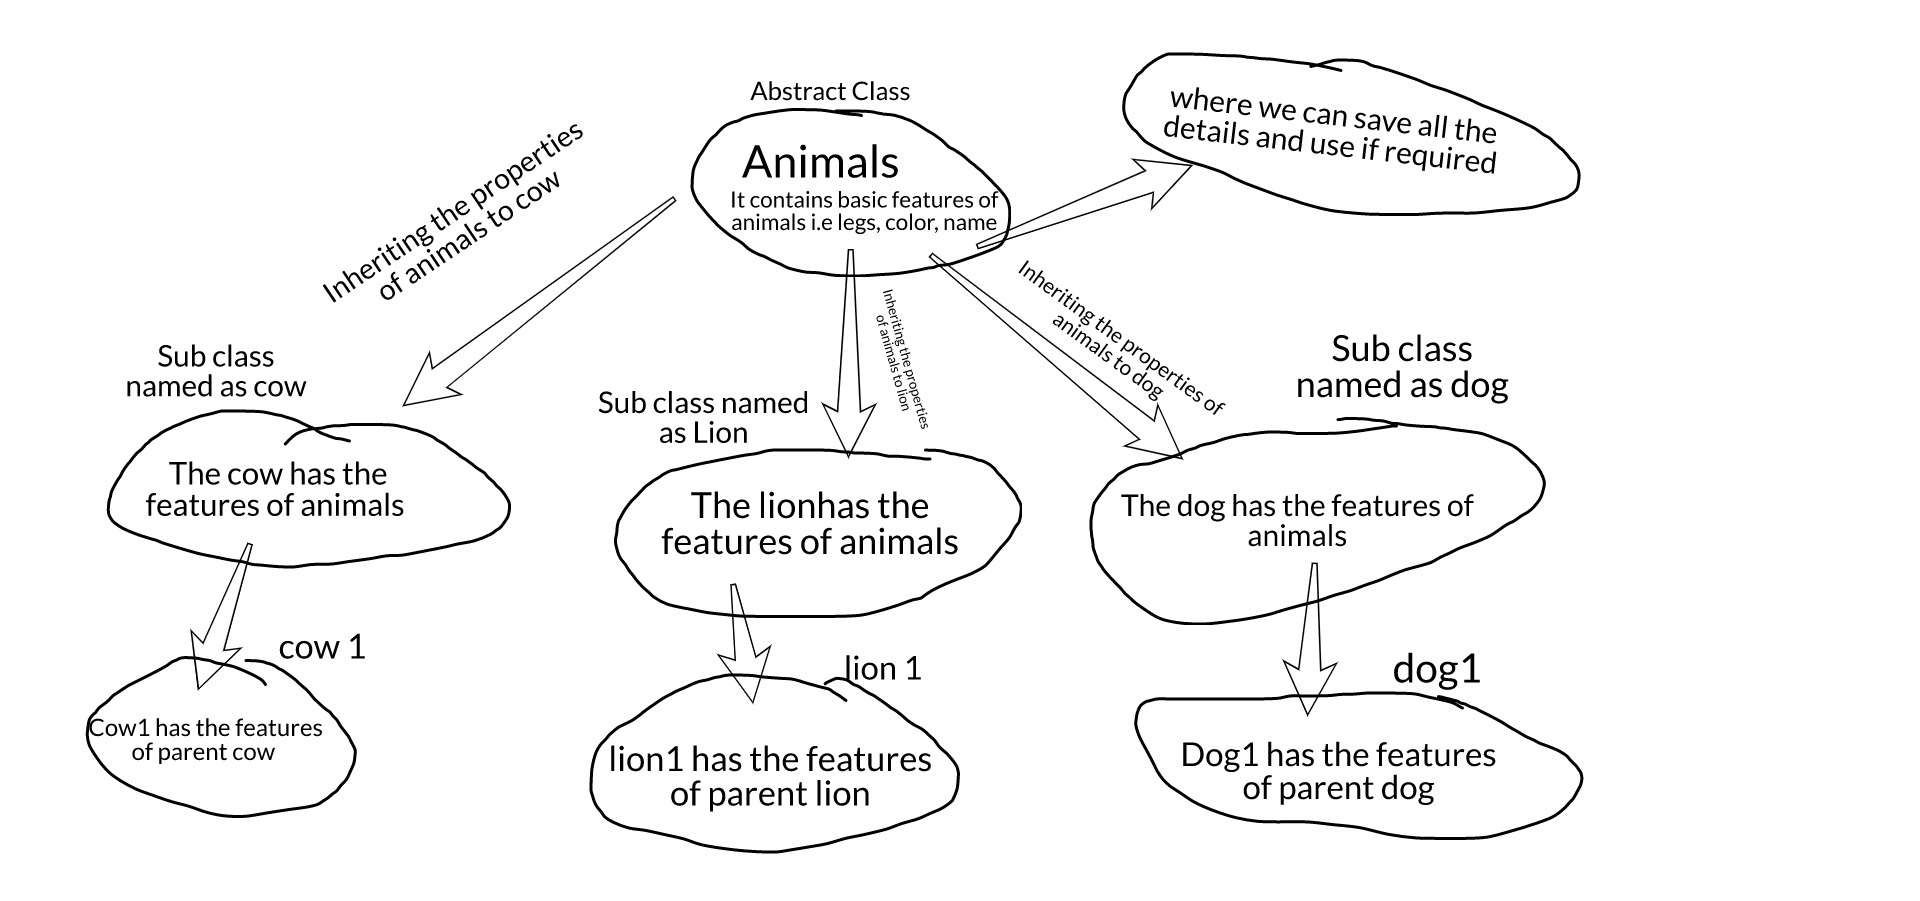 Abstract Class
Animals
It contains basic features of
animals i.e legs, color, name
where we can save all the
details and use if required
Inheriting the properties
of animals to cow
Inheriting the properties
of animals to lion
Inheriting the properties of
animals to dog
Sub class
named as cow
The cow has the
features of animals
Sub class named
as Lion
The lionhas the
features of animals
Sub class
named as dog
The dog has the features of
animals
cow 1
Cow1 has the features
of parent cow
lion 1
lion1 has the features
of parent lion
dog1
Dog1 has the features
of parent dog